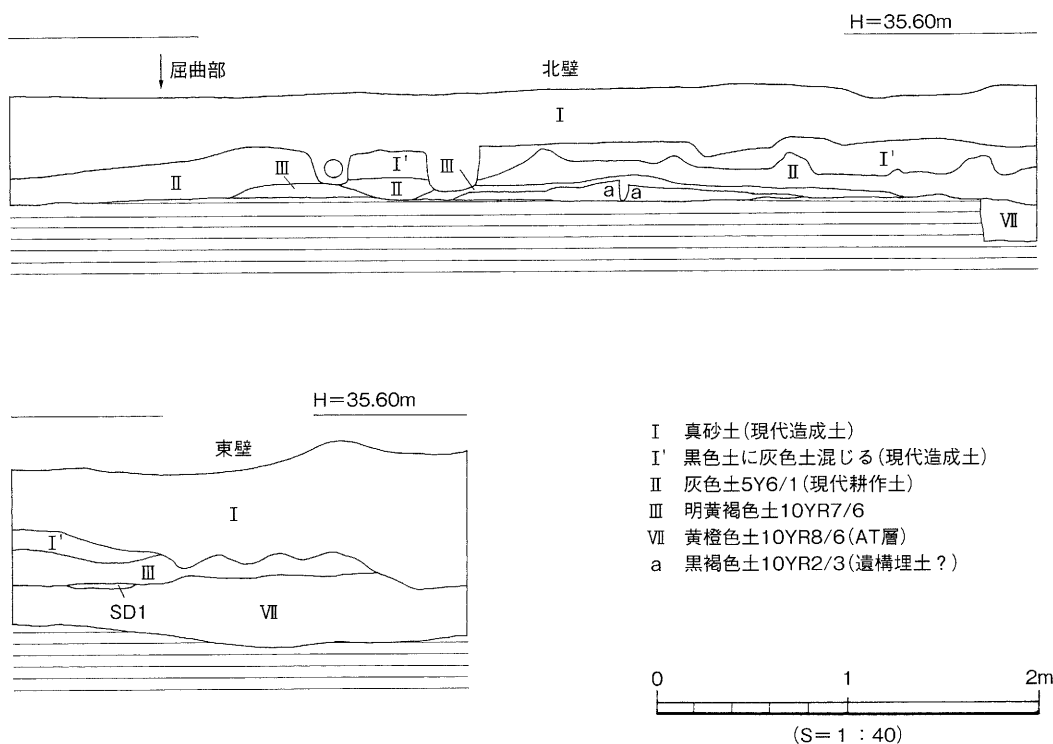 H=35.60m
屈曲部
北壁
Ⅰ
Ⅲ
Ⅰ'
Ⅲ
Ⅰ'
Ⅱ
Ⅱ
Ⅱ
a
a
Ⅶ
H=35.60m
東壁
Ⅰ
Ⅰ'
Ⅲ
SD1
Ⅶ
Ⅰ 真砂土(現代造成土)
Ⅰ' 黒色土に灰色土混じる(現代造成土)
Ⅱ 灰色土5Y6/1(現代耕作土)
Ⅲ 明黄褐色土10YR7/6
Ⅶ 黄橙色土10YR8/6(AT層)
a 黒褐色土10YR2/3(遺構埋土?)
0 1 2m
(S=1:40)